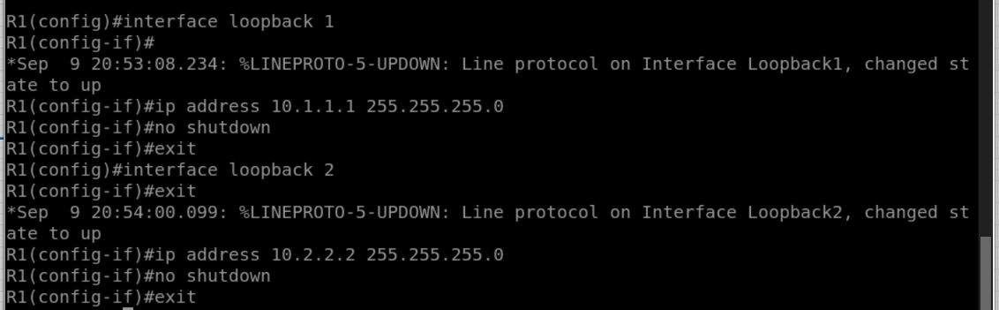 R1(config)#interface loopback 1
R1(config-if)#
*Sep  9 20:53:08.234: %LINEPROTO-5-UPDOWN: Line protocol on Interface Loopback1, changed st
ate to up
R1(config-if)#ip address 10.1.1.1 255.255.255.0
R1(config-if)#no shutdown
R1(config-if)#exit
R1(config)#interface loopback 2
R1(config-if)#exit
*Sep  9 20:54:00.099: %LINEPROTO-5-UPDOWN: Line protocol on Interface Loopback2, changed st
ate to up
R1(config-if)#ip address 10.2.2.2 255.255.255.0
R1(config-if)#no shutdown
R1(config-if)#exit